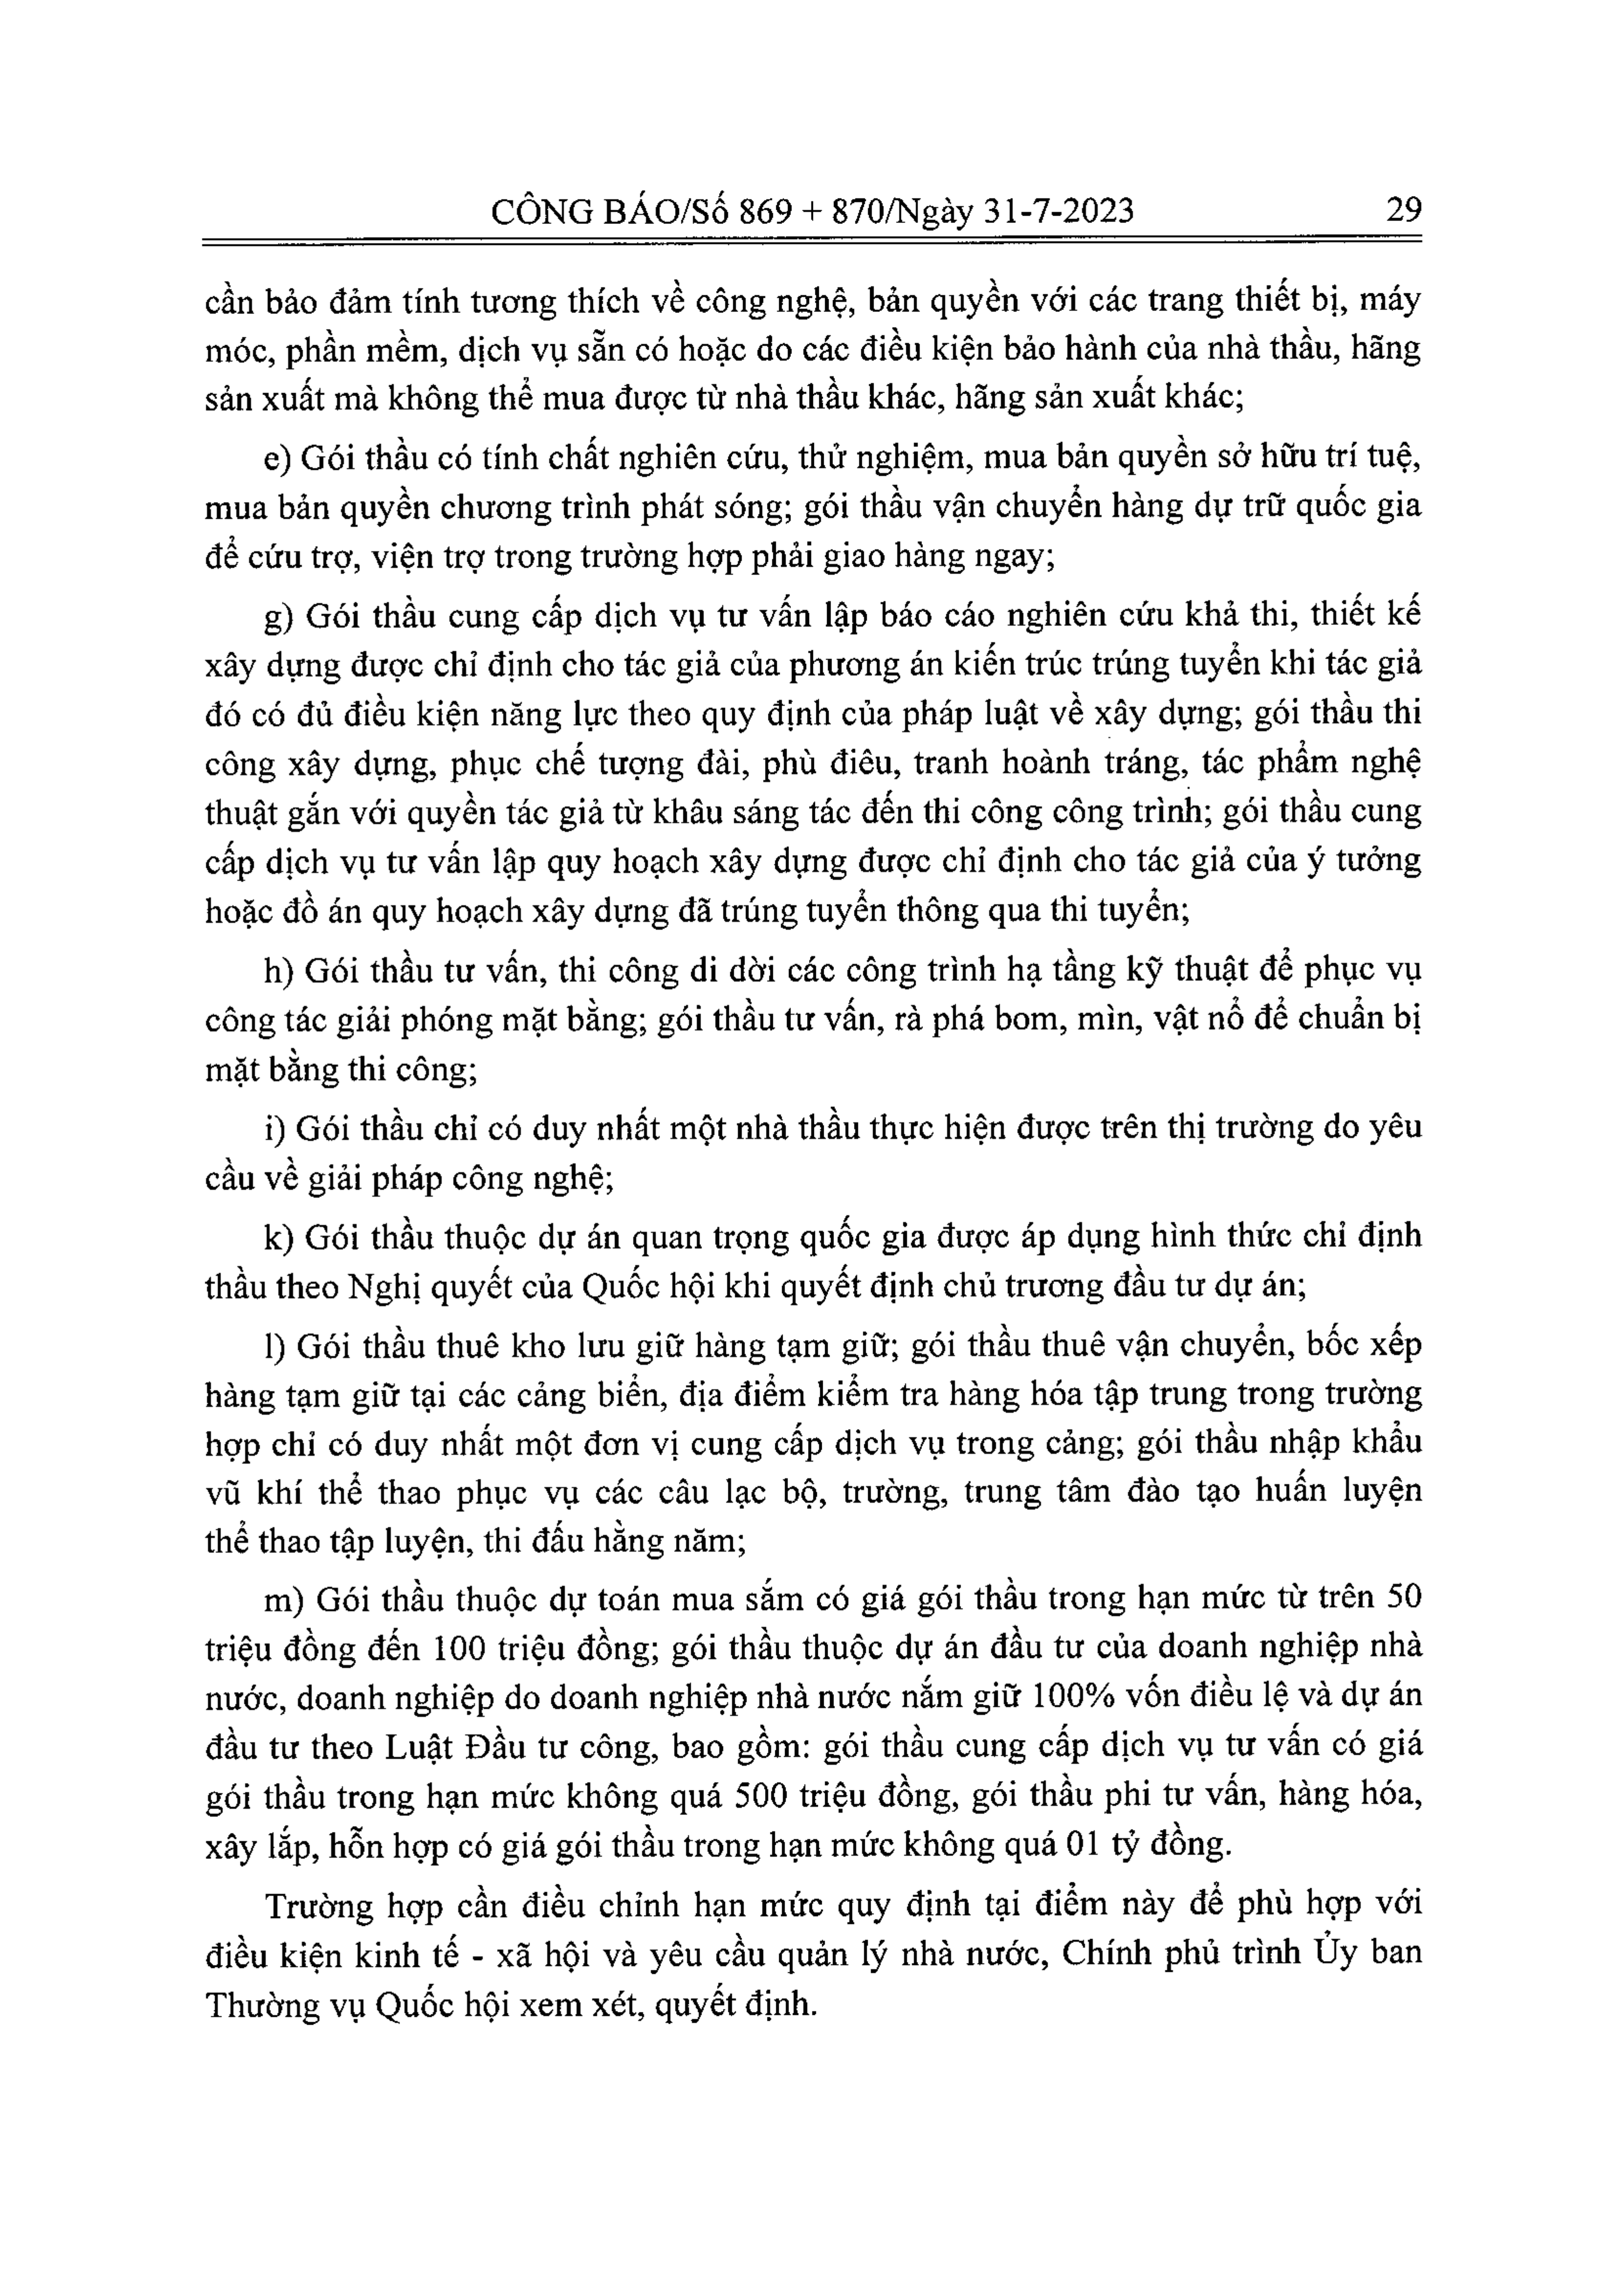 CÔNG BÁO/Số 869 + 870/Ngày 31-7-2023 29
cần bảo đảm tính tương thích về công nghệ, bản quyền với các trang thiết bị, máy
móc, phần mềm, dịch vụ sẵn có hoặc do các điều kiện bảo hành của nhà thầu, hãng
sản xuất mà không thể mua được từ nhà thầu khác, hãng sản xuất khác;
e) Gói thầu có tính chất nghiên cứu, thử nghiệm, mua bản quyền sở hữu trí tuệ,
mua bản quyền chương trình phát sóng; gói thầu vận chuyển hàng dự trữ quốc gia
để cứu trợ, viện trợ trong trường hợp phải giao hàng ngay;
g) Gói thầu cung cấp dịch vụ tư vấn lập báo cáo nghiên cứu khả thi, thiết kế
xây dựng được chỉ định cho tác giả của phương án kiến trúc trúng tuyển khi tác giả
đó có đủ điều kiện năng lực theo quy định của pháp luật về xây dựng; gói thầu thi
công xây dựng, phục chế tượng đài, phù điêu, tranh hoành tráng, tác phẩm nghệ
thuật gắn với quyền tác giả từ khâu sáng tác đến thi công công trình; gói thầu cung
cấp dịch vụ tư vấn lập quy hoạch xây dựng được chỉ định cho tác giả của ý tưởng
hoặc đồ án quy hoạch xây dựng đã trúng tuyển thông qua thi tuyển;
h) Gói thầu tư vấn, thi công di dời các công trình hạ tầng kỹ thuật để phục vụ
công tác giải phóng mặt bằng; gói thầu tư vấn, rà phá bom, mìn, vật nổ để chuẩn bị
mặt bằng thi công;
i) Gói thầu chỉ có duy nhất một nhà thầu thực hiện được trên thị trường do yêu
cầu về giải pháp công nghệ;
k) Gói thầu thuộc dự án quan trọng quốc gia được áp dụng hình thức chỉ định
thầu theo Nghị quyết của Quốc hội khi quyết định chủ trương đầu tư dự án;
l) Gói thầu thuê kho lưu giữ hàng tạm giữ; gói thầu thuê vận chuyển, bốc xếp
hàng tạm giữ tại các cảng biển, địa điểm kiểm tra hàng hóa tập trung trong trường
hợp chỉ có duy nhất một đơn vị cung cấp dịch vụ trong cảng; gói thầu nhập khẩu
vũ khí thể thao phục vụ các câu lạc bộ, trường, trung tâm đào tạo huấn luyện
thể thao tập luyện, thi đấu hằng năm;
m) Gói thầu thuộc dự toán mua sắm có giá gói thầu trong hạn mức từ trên 50
triệu đồng đến 100 triệu đồng; gói thầu thuộc dự án đầu tư của doanh nghiệp nhà
nước, doanh nghiệp do doanh nghiệp nhà nước nắm giữ 100% vốn điều lệ và dự án
đầu tư theo Luật Đầu tư công, bao gồm: gói thầu cung cấp dịch vụ tư vấn có giá
gói thầu trong hạn mức không quá 500 triệu đồng, gói thầu phi tư vấn, hàng hóa,
xây lắp, hỗn hợp có giá gói thầu trong hạn mức không quá 01 tỷ đồng.
Trường hợp cần điều chỉnh hạn mức quy định tại điểm này để phù hợp với
điều kiện kinh tế - xã hội và yêu cầu quản lý nhà nước, Chính phủ trình Ủy ban
Thường vụ Quốc hội xem xét, quyết định.